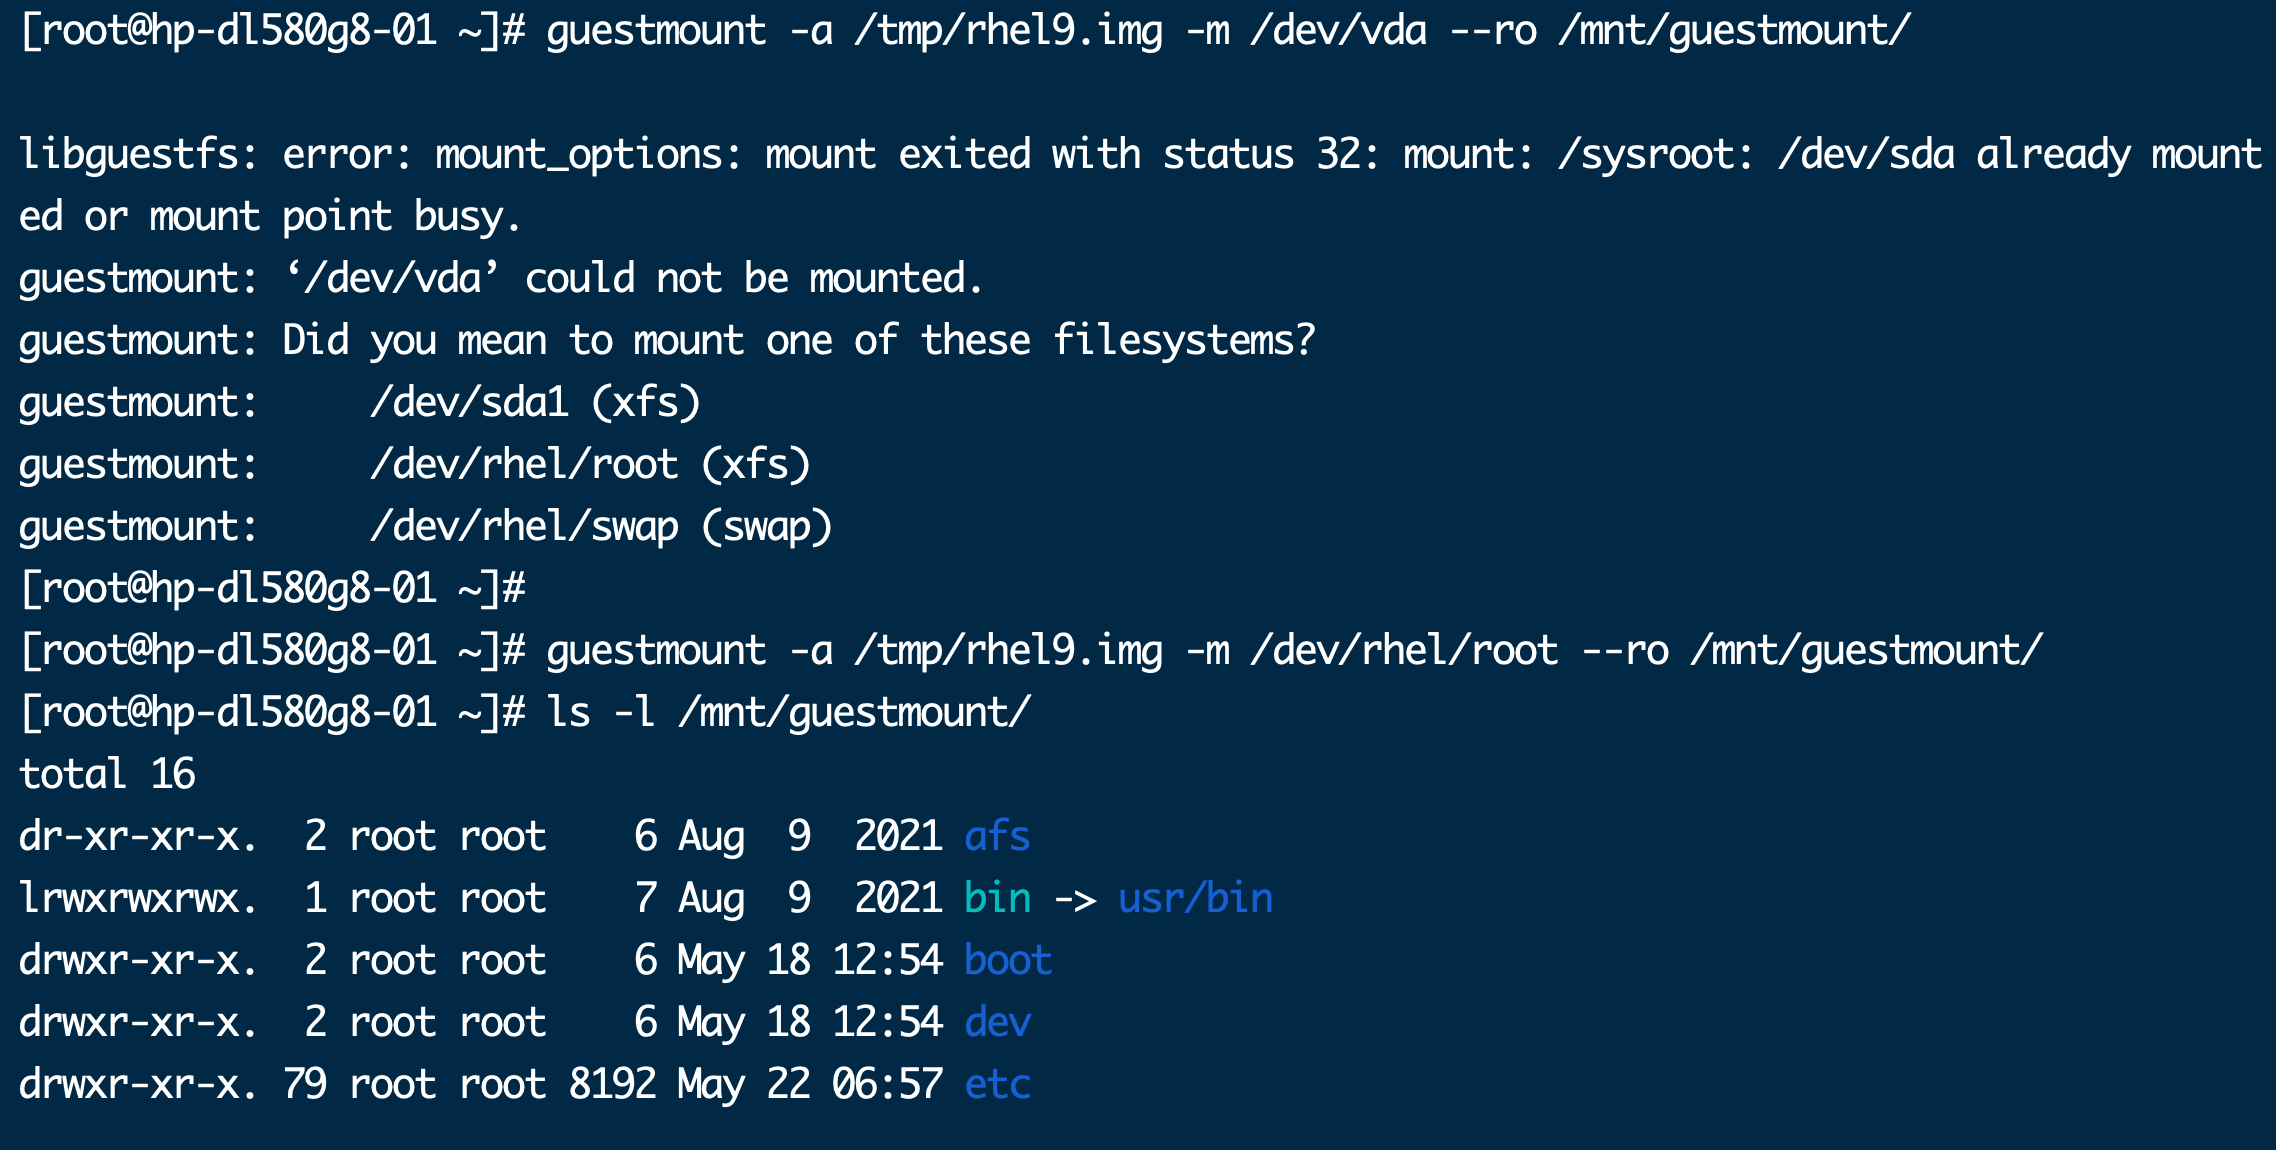 [root@hp-dl580g8-01 ~]# guestmount -a /tmp/rhel9.img -m /dev/vda --ro /mnt/guestmount/
libguestfs: error: mount_options: mount exited with status 32: mount: /sysroot: /dev/sda already mount
ed or mount point busy.
guestmount: ‘/dev/vda’ could not be mounted.
guestmount: Did you mean to mount one of these filesystems?
guestmount:     /dev/sda1 (xfs)
guestmount:     /dev/rhel/root (xfs)
guestmount:     /dev/rhel/swap (swap)
[root@hp-dl580g8-01 ~]#
[root@hp-dl580g8-01 ~]# guestmount -a /tmp/rhel9.img -m /dev/rhel/root --ro /mnt/guestmount/
[root@hp-dl580g8-01 ~]# ls -l /mnt/guestmount/
total 16
dr-xr-xr-x.  2 root root    6 Aug  9  2021 afs
lrwxrwxrwx.  1 root root    7 Aug  9  2021 bin -> usr/bin
drwxr-xr-x.  2 root root    6 May 18 12:54 boot
drwxr-xr-x.  2 root root    6 May 18 12:54 dev
drwxr-xr-x. 79 root root 8192 May 22 06:57 etc